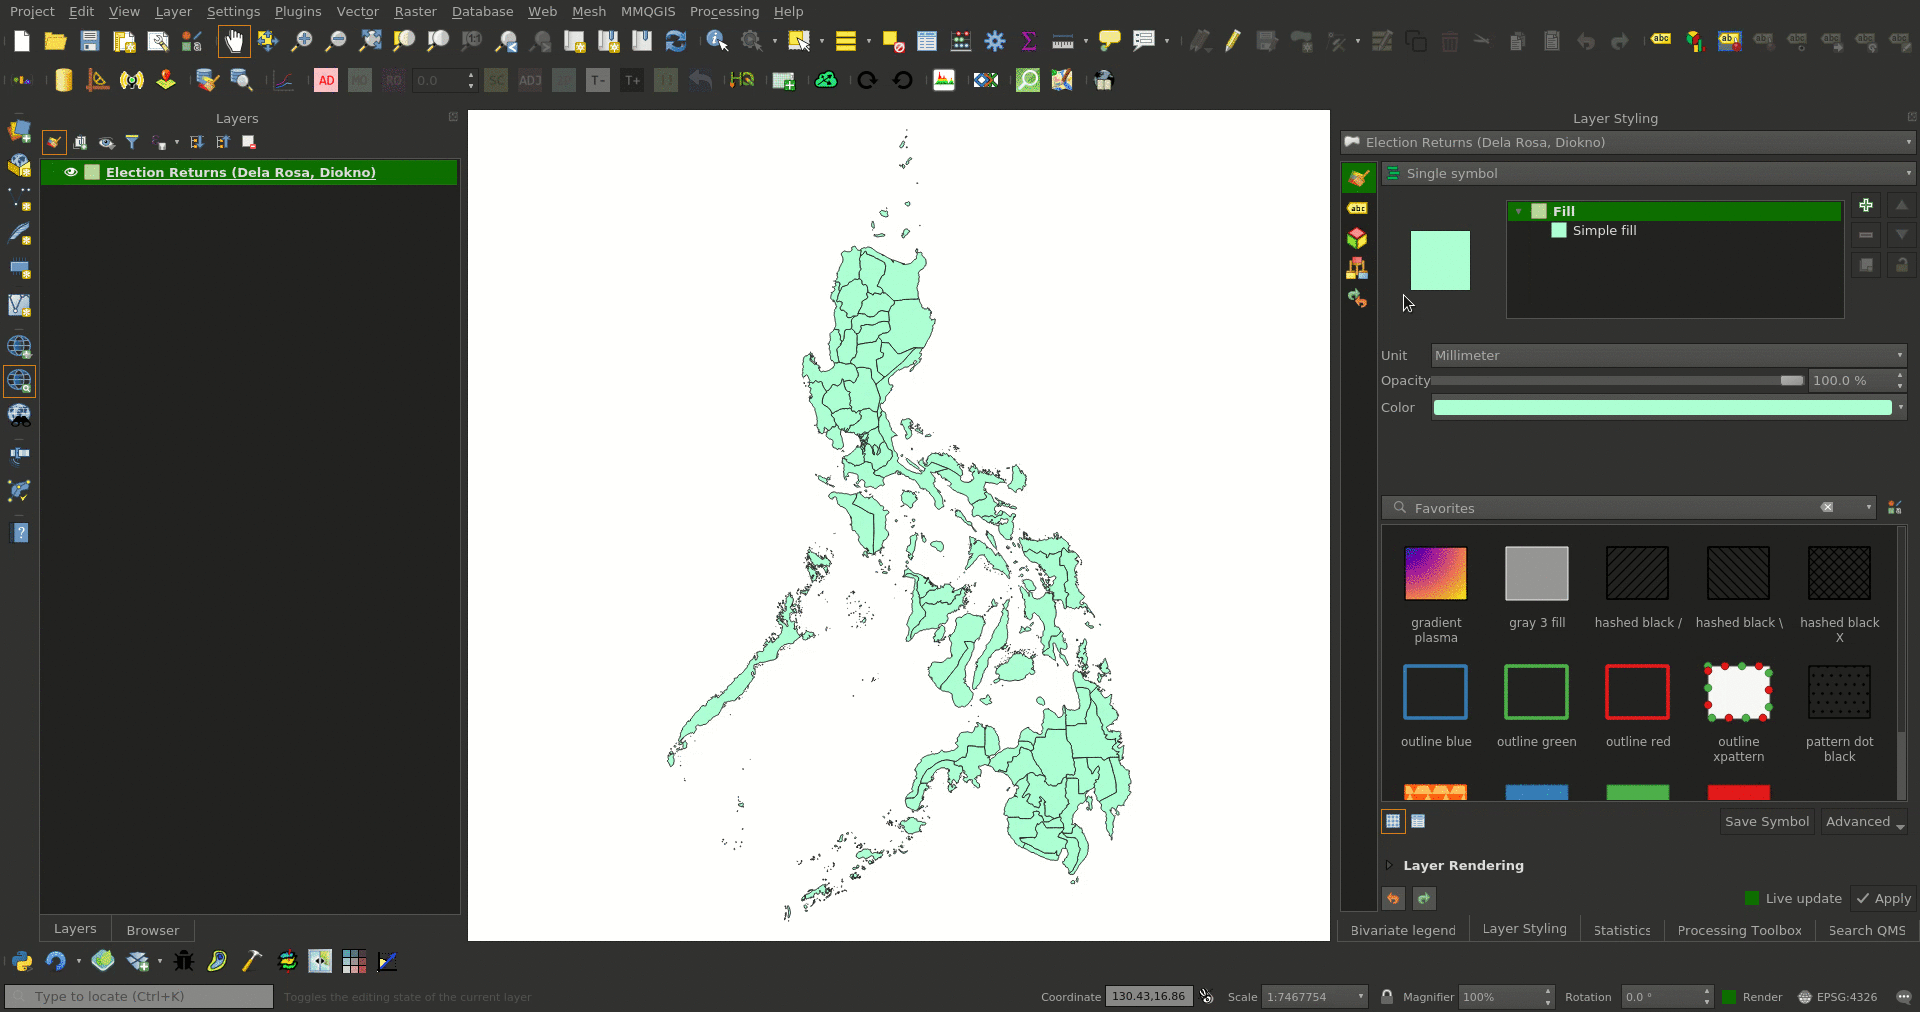 Project Edit View Layer Settings Plugins Vector Raster Database Web Mesh MMQGIS Processing Help
abc
AD MO RO 0.0 SC ADJ T- T+
Layers
Layer Styling
Election Returns (Dela Rosa, Diokno)
Election Returns (Dela Rosa, Diokno)
Single symbol
abc
Fill
Simple fill
Unit Millimeter
Opacity 100.0 %
Color
Favorites
gradient plasma
gray 3 fill
hashed black /
hashed black \
hashed black X
outline blue
outline green
outline red
outline xpattern
pattern dot black
Save Symbol Advanced
Layer Rendering
Live update Apply
Layers Browser
Bivariate legend Layer Styling Statistics Processing Toolbox Search QMS
Type to locate (Ctrl+K) Toggles the editing state of the current layer Coordinate 130.43,16.86 Scale 1:7467754 Magnifier 100% Rotation 0.0 ° Render EPSG:4326